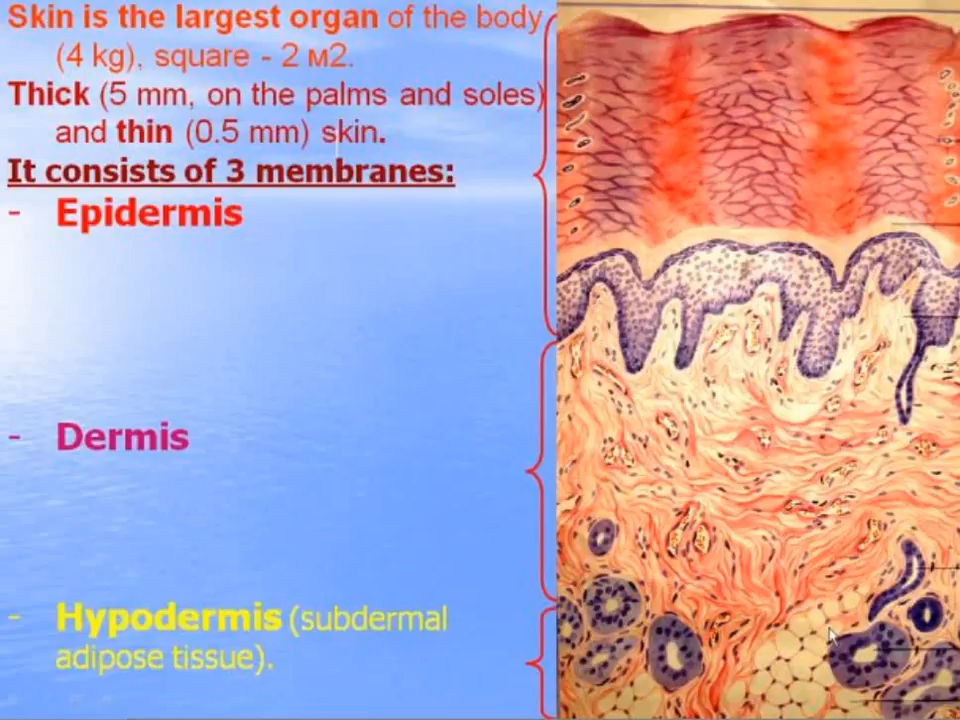 Skin is the largest organ of the body
(4 kg), square - 2 м2.
Thick (5 mm, on the palms and soles)
and thin (0.5 mm) skin.
It consists of 3 membranes:
- Epidermis
- Dermis
- Hypodermis (subdermal
adipose tissue).